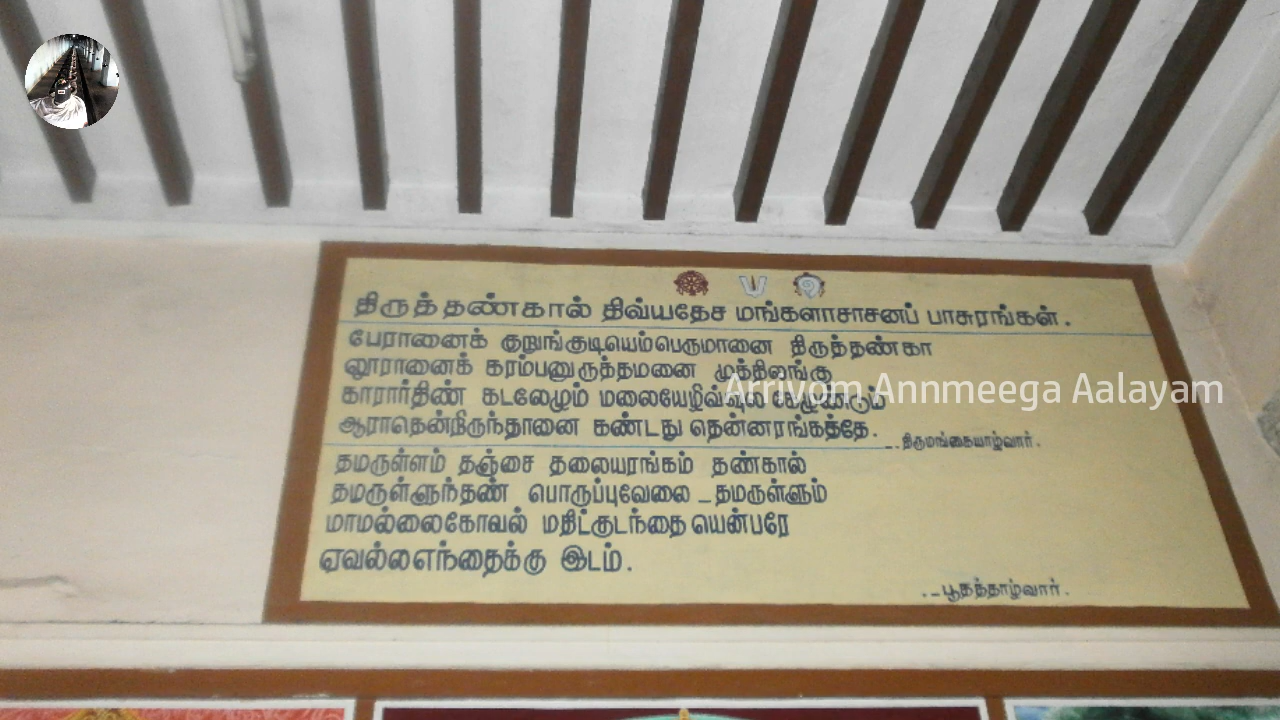 திருத்தண்கால் திவ்யதேச மங்களாசாசனப் பாசுரங்கள்.
பேரானைக் குறுங்குடியெம்பெருமானை திருத்தண்கா
லூரானைக் கரம்பனுருத்தமனை முத்திலங்கு
காரார்திண் கடலேழும் மலையேழிவ்வுல கேழுண்டும்
Arrivom Annmeega Aalayam
ஆராதென்றிருந்தானை கண்டது தென்னரங்கத்தே.
_.திருமங்கையாழ்வார்.
தமருள்ளம் தஞ்சை தலையரங்கம் தண்கால்
தமருள்ளுந்தண் பொருப்புவேலை _ தமருள்ளும்
மாமல்லைகோவல் மதிட்குடந்தை யென்பரே
ஏவல்லஎந்தைக்கு இடம்.
._பூதத்தாழ்வார்.